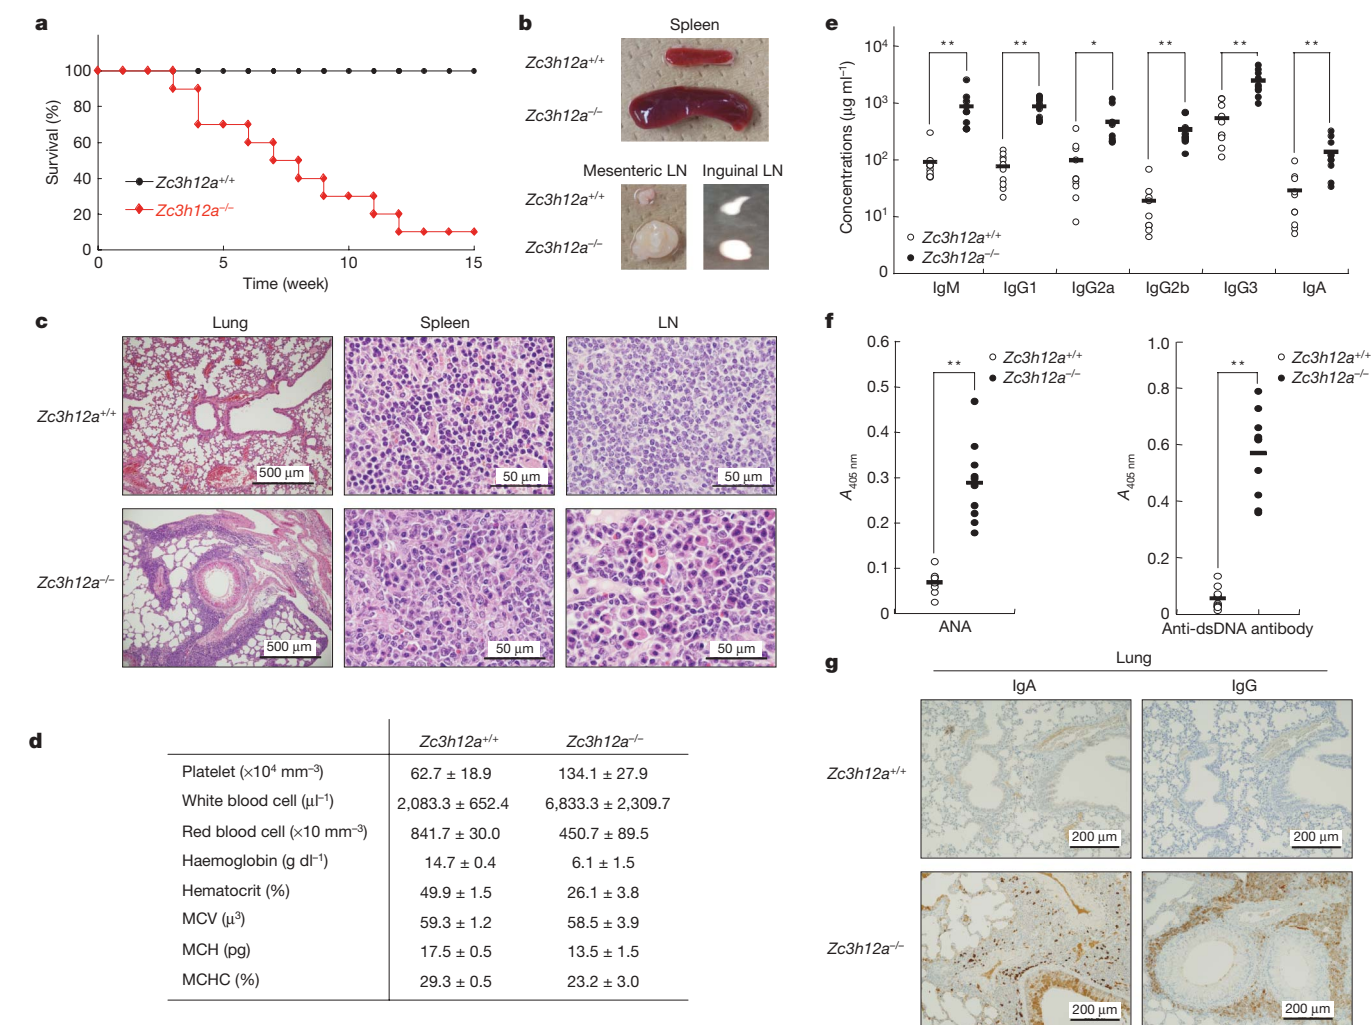 a
Survival (%)
100
80
60
40
20
0
0 5 10 15
Time (week)
Zc3h12a+/+
Zc3h12a−/−
b
Spleen
Zc3h12a+/+
Zc3h12a−/−
Mesenteric LN Inguinal LN
Zc3h12a+/+
Zc3h12a−/−
c
Lung Spleen LN
Zc3h12a+/+
500 µm 50 µm 50 µm
Zc3h12a−/−
500 µm 50 µm 50 µm
d
Zc3h12a+/+ Zc3h12a−/−
Platelet (×10⁴ mm⁻³) 62.7 ± 18.9 134.1 ± 27.9
White blood cell (µl⁻¹) 2,083.3 ± 652.4 6,833.3 ± 2,309.7
Red blood cell (×10 mm⁻³) 841.7 ± 30.0 450.7 ± 89.5
Haemoglobin (g dl⁻¹) 14.7 ± 0.4 6.1 ± 1.5
Hematocrit (%) 49.9 ± 1.5 26.1 ± 3.8
MCV (µ³) 59.3 ± 1.2 58.5 ± 3.9
MCH (pg) 17.5 ± 0.5 13.5 ± 1.5
MCHC (%) 29.3 ± 0.5 23.2 ± 3.0
e
Concentrations (µg ml⁻¹)
10⁴
10³
10²
10¹
0
** ** * ** ** **
Zc3h12a+/+
Zc3h12a−/−
IgM IgG1 IgG2a IgG2b IgG3 IgA
f
A405 nm
0.6
0.5
0.4
0.3
0.2
0.1
0
**
Zc3h12a+/+
Zc3h12a−/−
ANA
A405 nm
1.0
0.8
0.6
0.4
0.2
0
**
Zc3h12a+/+
Zc3h12a−/−
Anti-dsDNA antibody
g
Lung
IgA IgG
Zc3h12a+/+
200 µm 200 µm
Zc3h12a−/−
200 µm 200 µm